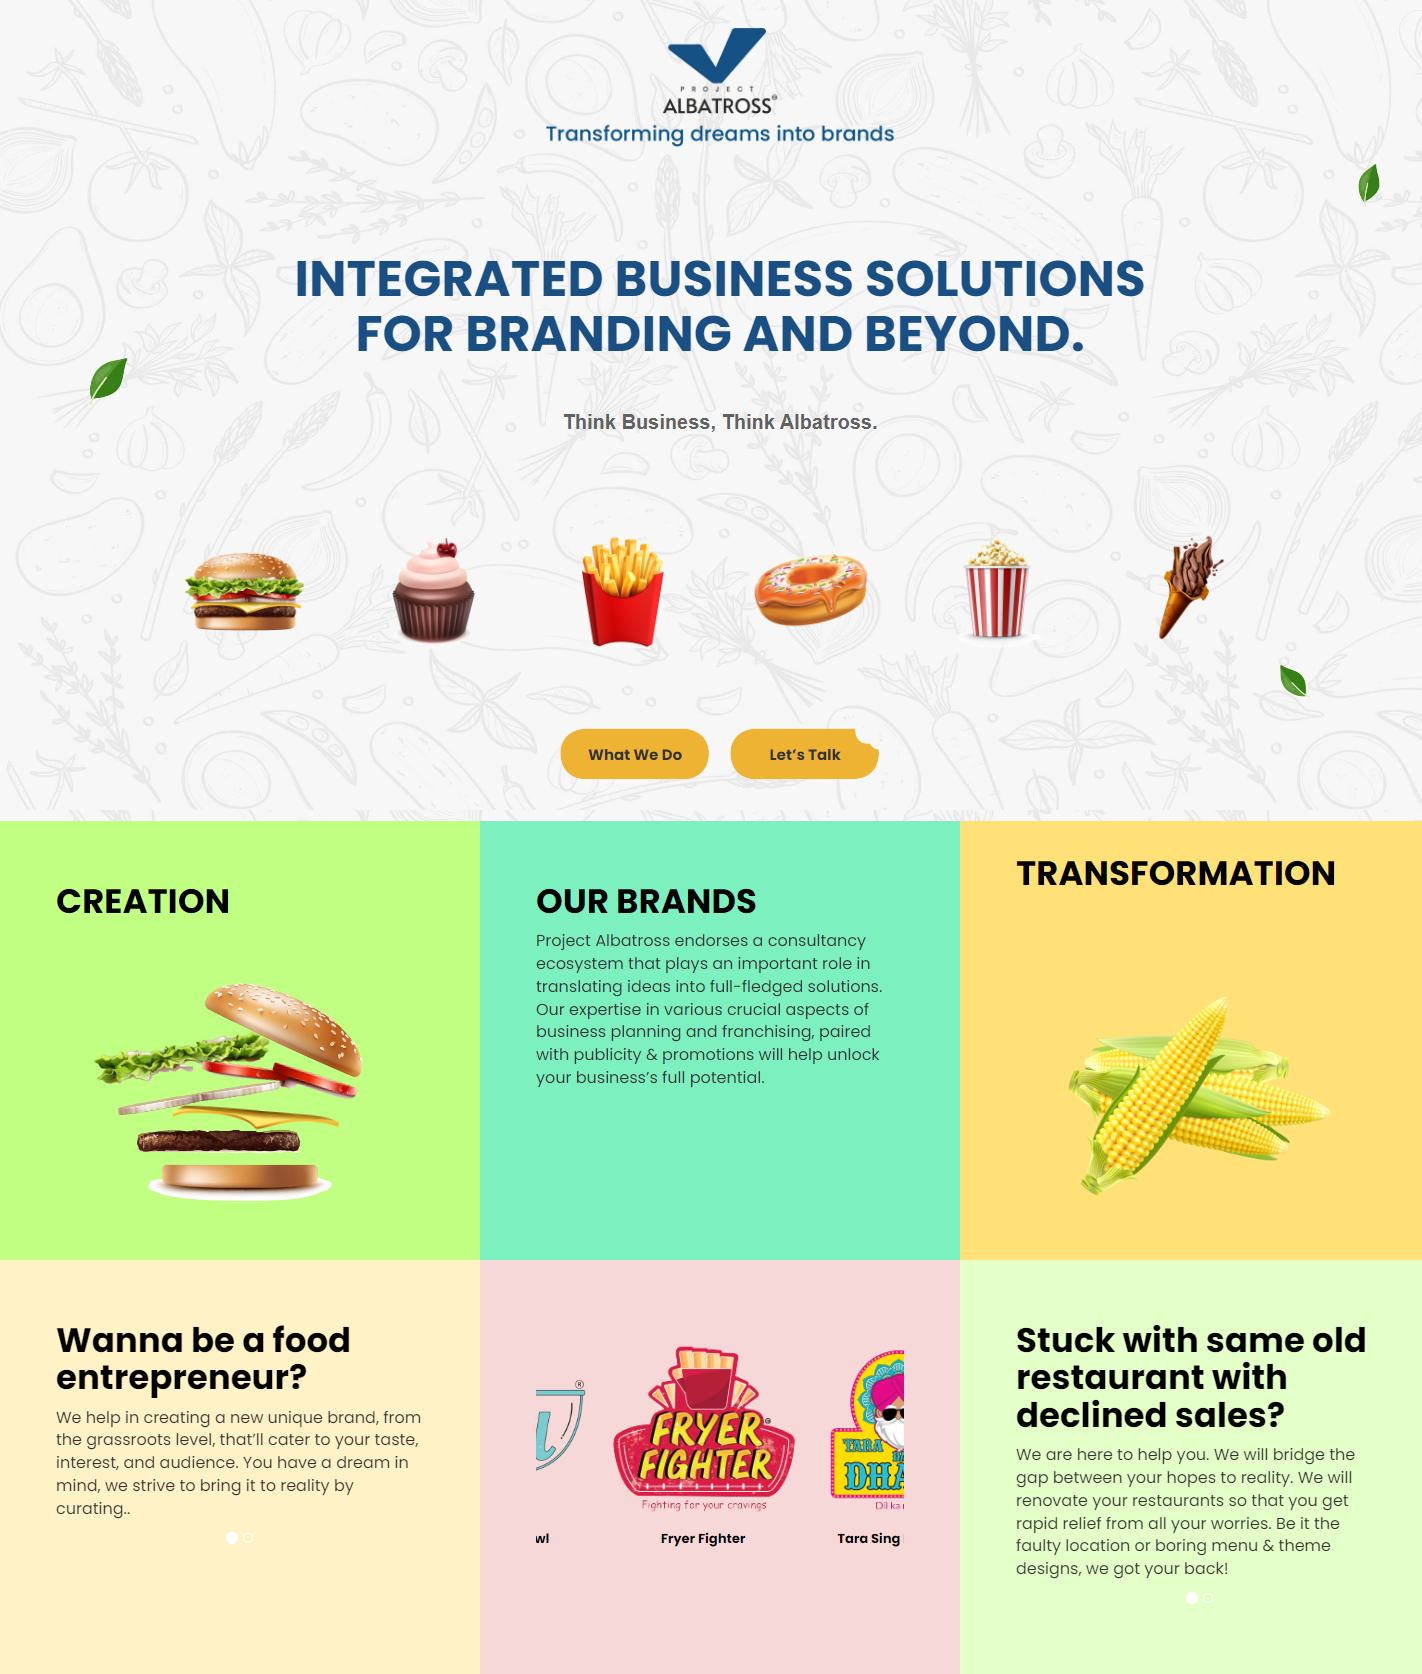 PROJECT
ALBATROSS®
Transforming dreams into brands
INTEGRATED BUSINESS SOLUTIONS
FOR BRANDING AND BEYOND.
Think Business, Think Albatross.
What We Do
Let’s Talk
CREATION
OUR BRANDS
Project Albatross endorses a consultancy
ecosystem that plays an important role in
translating ideas into full-fledged solutions.
Our expertise in various crucial aspects of
business planning and franchising, paired
with publicity & promotions will help unlock
your business’s full potential.
TRANSFORMATION
Wanna be a food
entrepreneur?
We help in creating a new unique brand, from
the grassroots level, that’ll cater to your taste,
interest, and audience. You have a dream in
mind, we strive to bring it to reality by
curating..
®
FRYER
FIGHTER
Fighting for your cravings
Fryer Fighter
TARA
DHA
Dil ka
Tara Sing
wl
Stuck with same old
restaurant with
declined sales?
We are here to help you. We will bridge the
gap between your hopes to reality. We will
renovate your restaurants so that you get
rapid relief from all your worries. Be it the
faulty location or boring menu & theme
designs, we got your back!